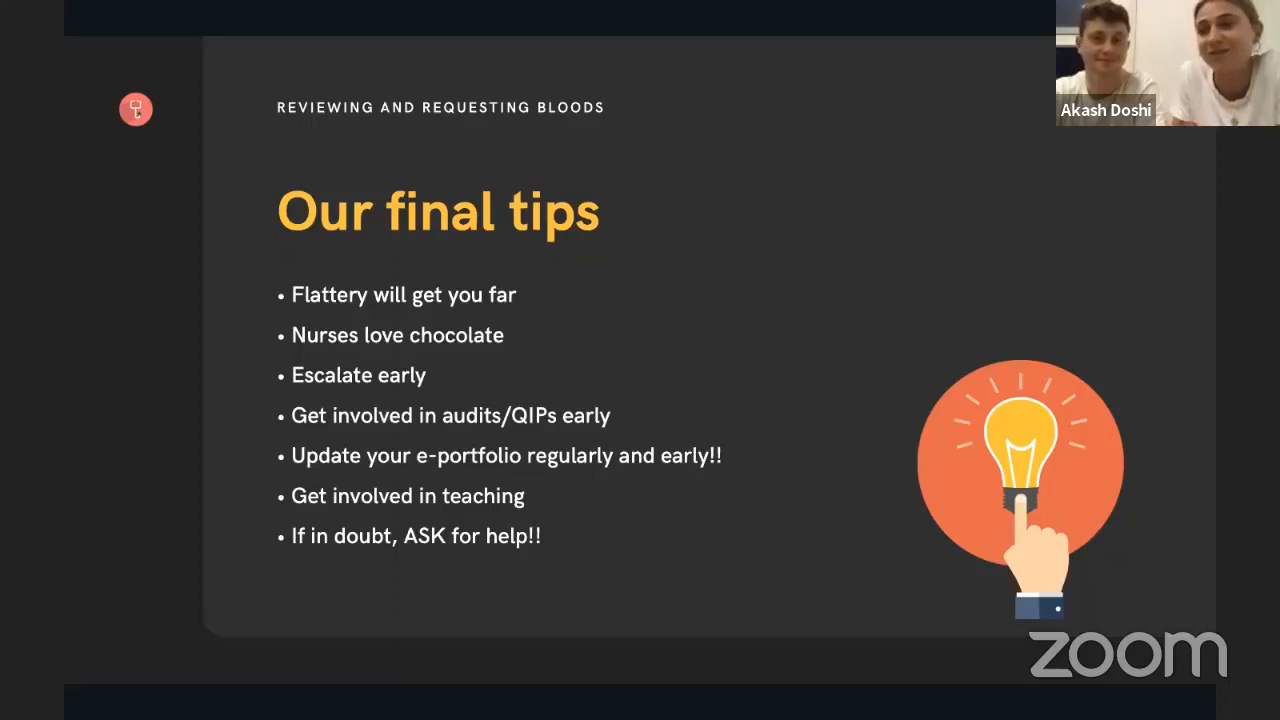 REVIEWING AND REQUESTING BLOODS
Akash Doshi
Our final tips
• Flattery will get you far
• Nurses love chocolate
• Escalate early
• Get involved in audits/QIPs early
• Update your e-portfolio regularly and early!!
• Get involved in teaching
• If in doubt, ASK for help!!
zoom